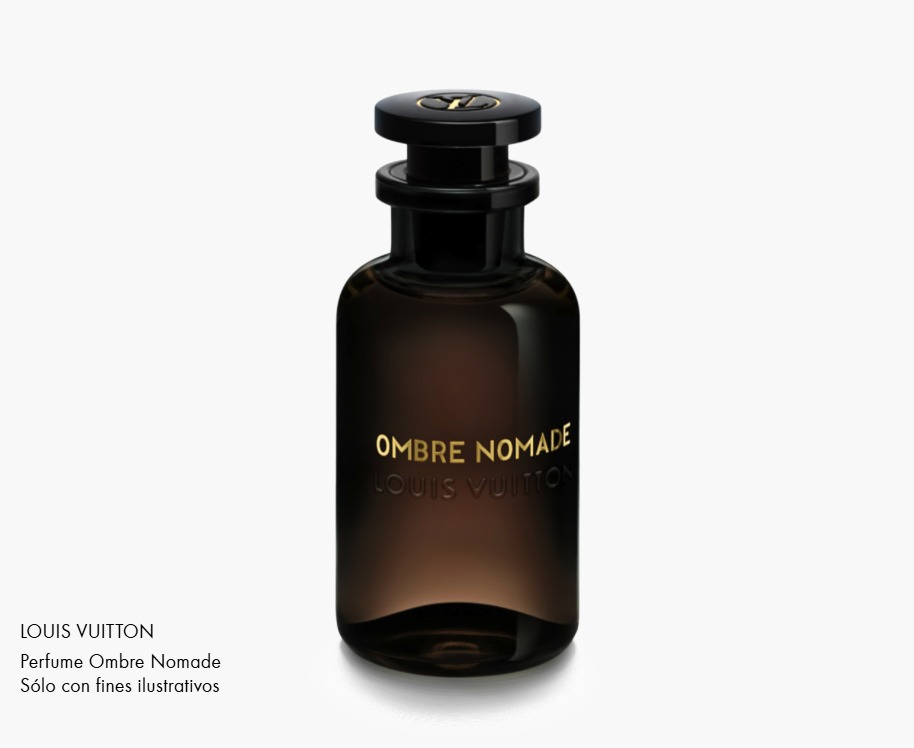 OMBRE NOMADE
LOUIS VUITTON
LOUIS VUITTON
Perfume Ombre Nomade
Sólo con fines ilustrativos